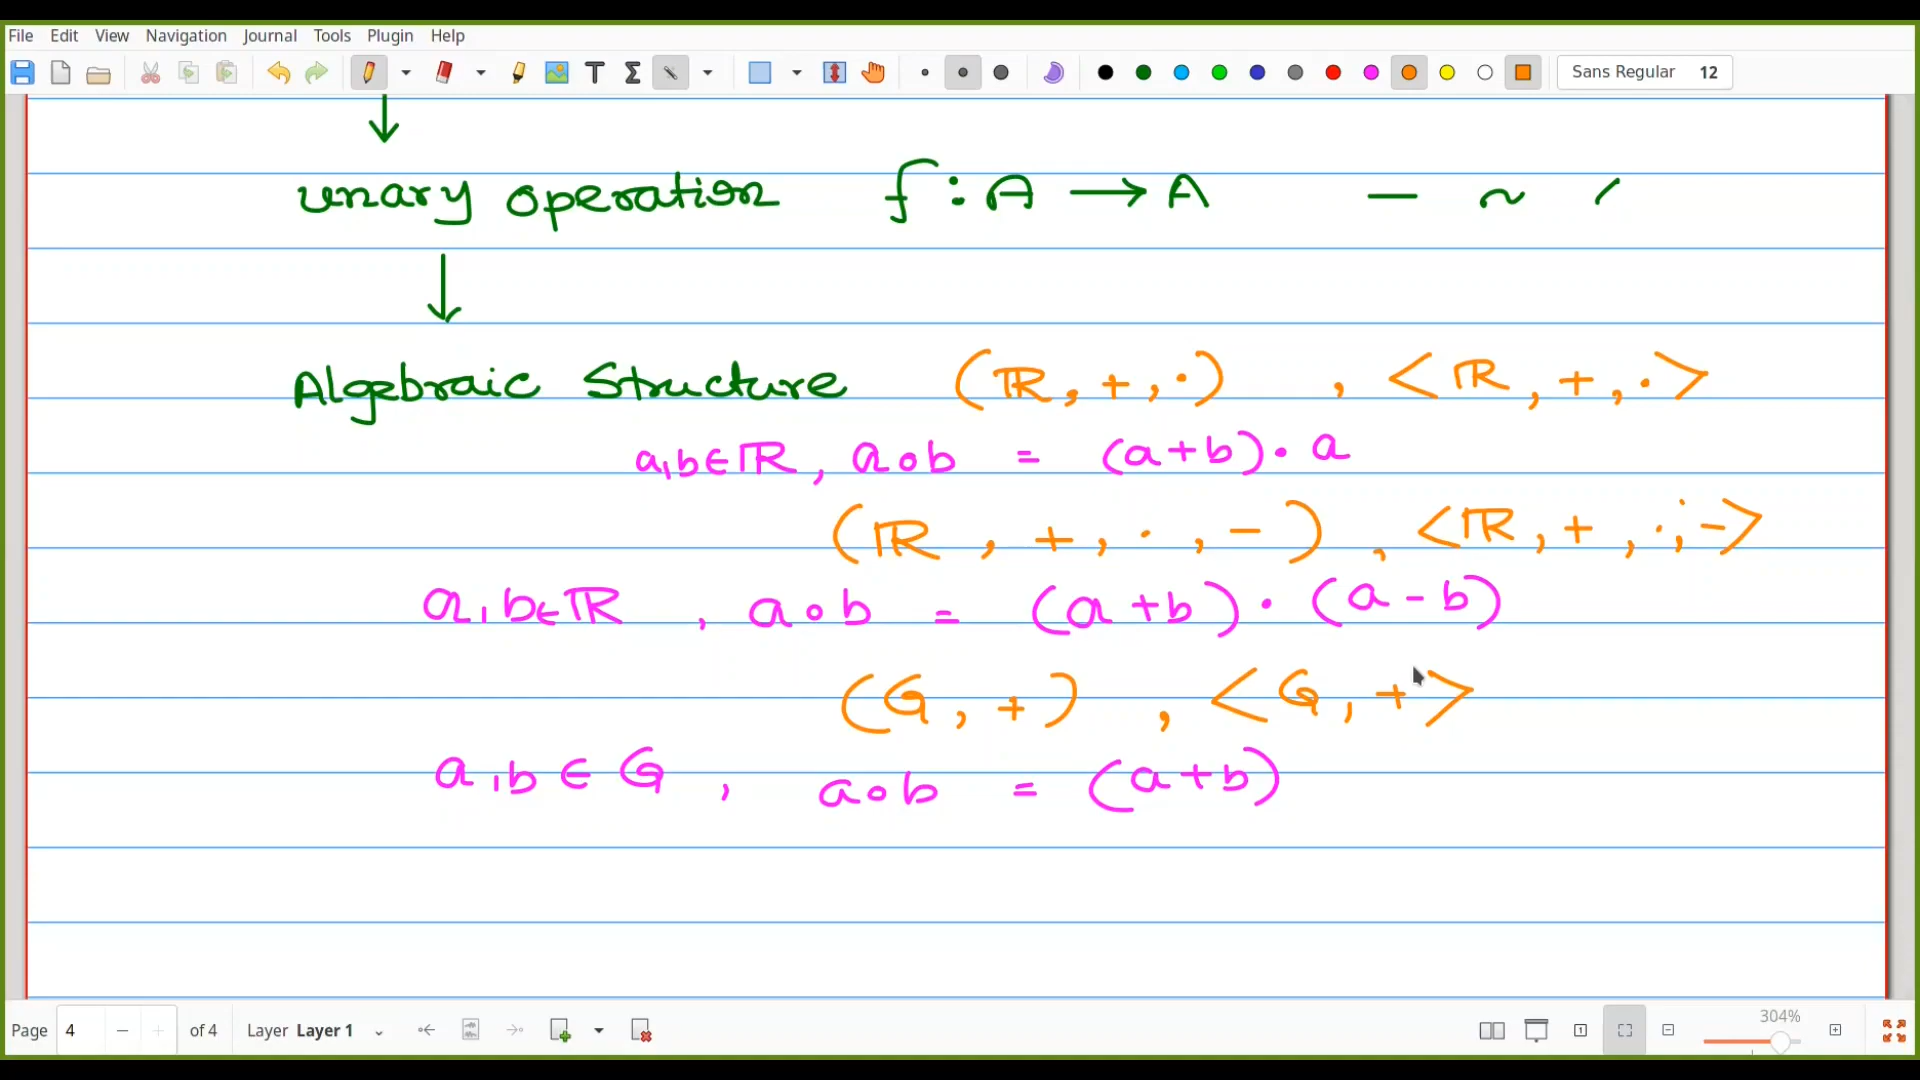 File Edit View Navigation Journal Tools Plugin Help
Sans Regular 12
unary operation f : A → A — ~ ′
Algebraic Structure (ℝ, +, ·) , <ℝ, +, ·>
a,b∈ℝ, a∘b = (a+b)·a
(ℝ, +, ·, −) , <ℝ, +, ·, −>
a,b∈ℝ , a∘b = (a+b)·(a−b)
(G, +) , <G, +>
a,b ∈ G , a∘b = (a+b)
Page 4 of 4 Layer Layer 1 304%